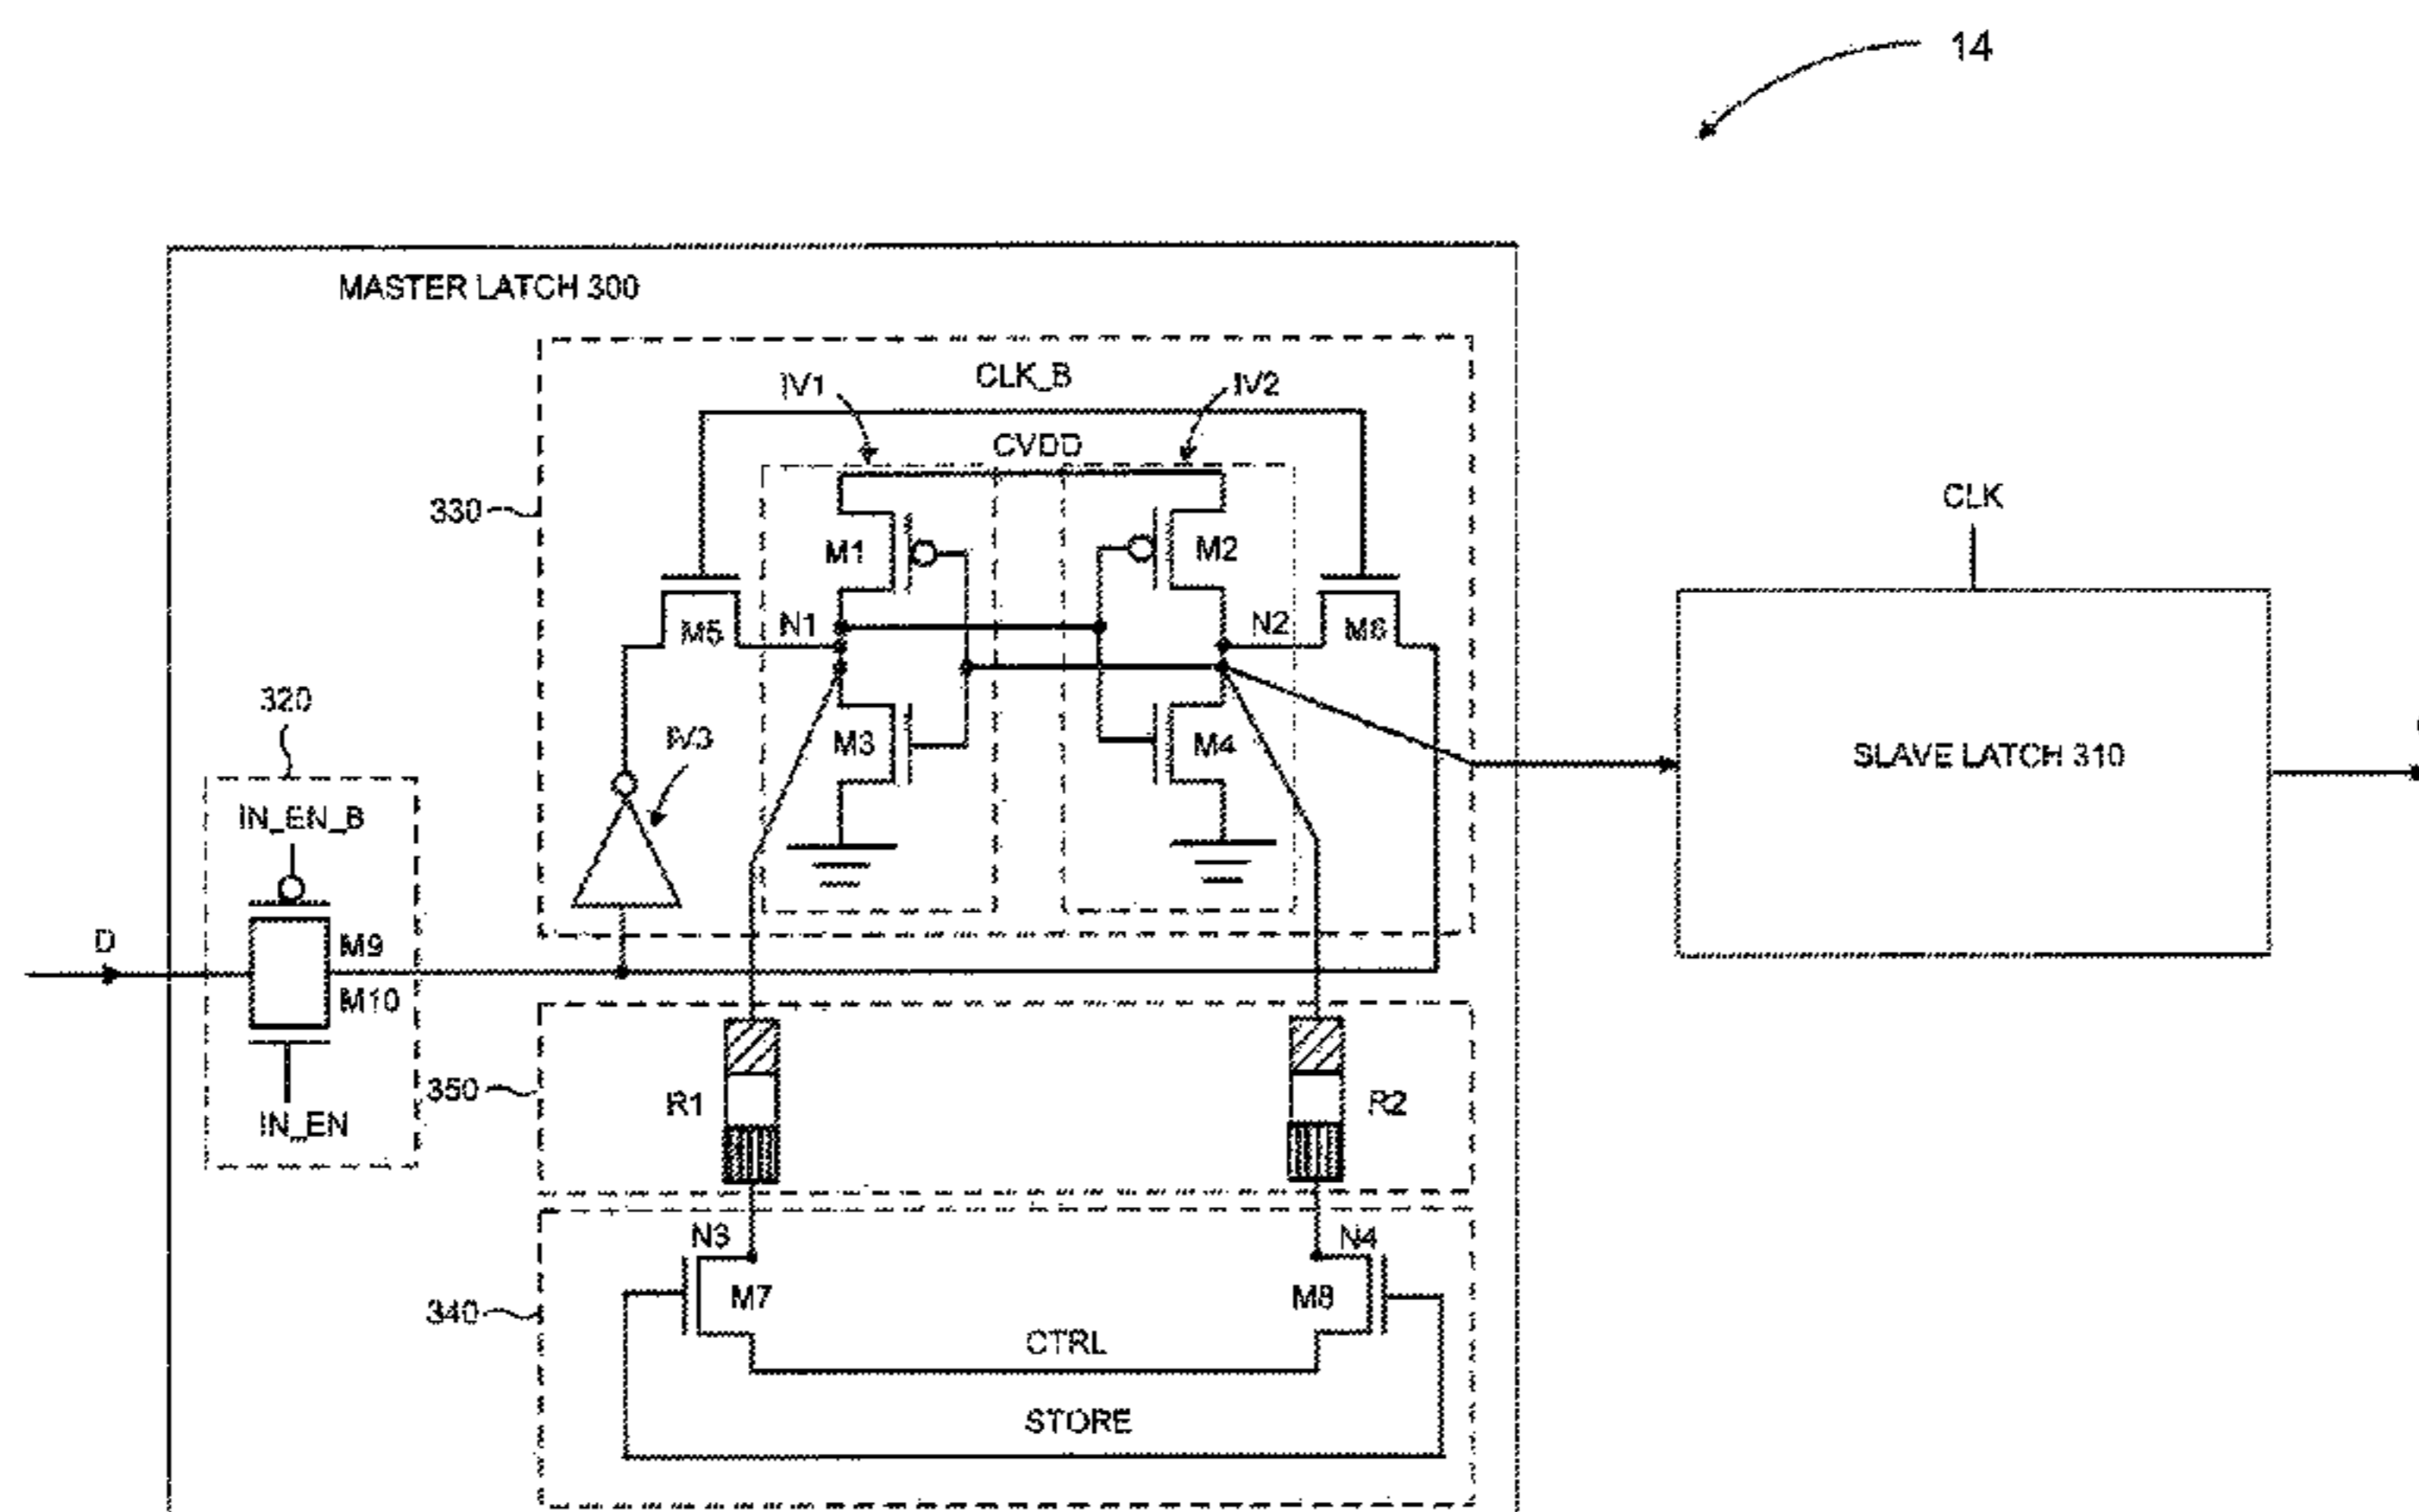 14
MASTER LATCH 300
CLK_B
IV1
IV2
CVDD
330
M1
M2
CLK
N1
N2
M5
M6
320
IV3
M3
M4
SLAVE LATCH 310
IN_EN_B
D
M9
M10
350
R1
R2
IN_EN
N3
N4
M7
M8
340
CTRL
STORE